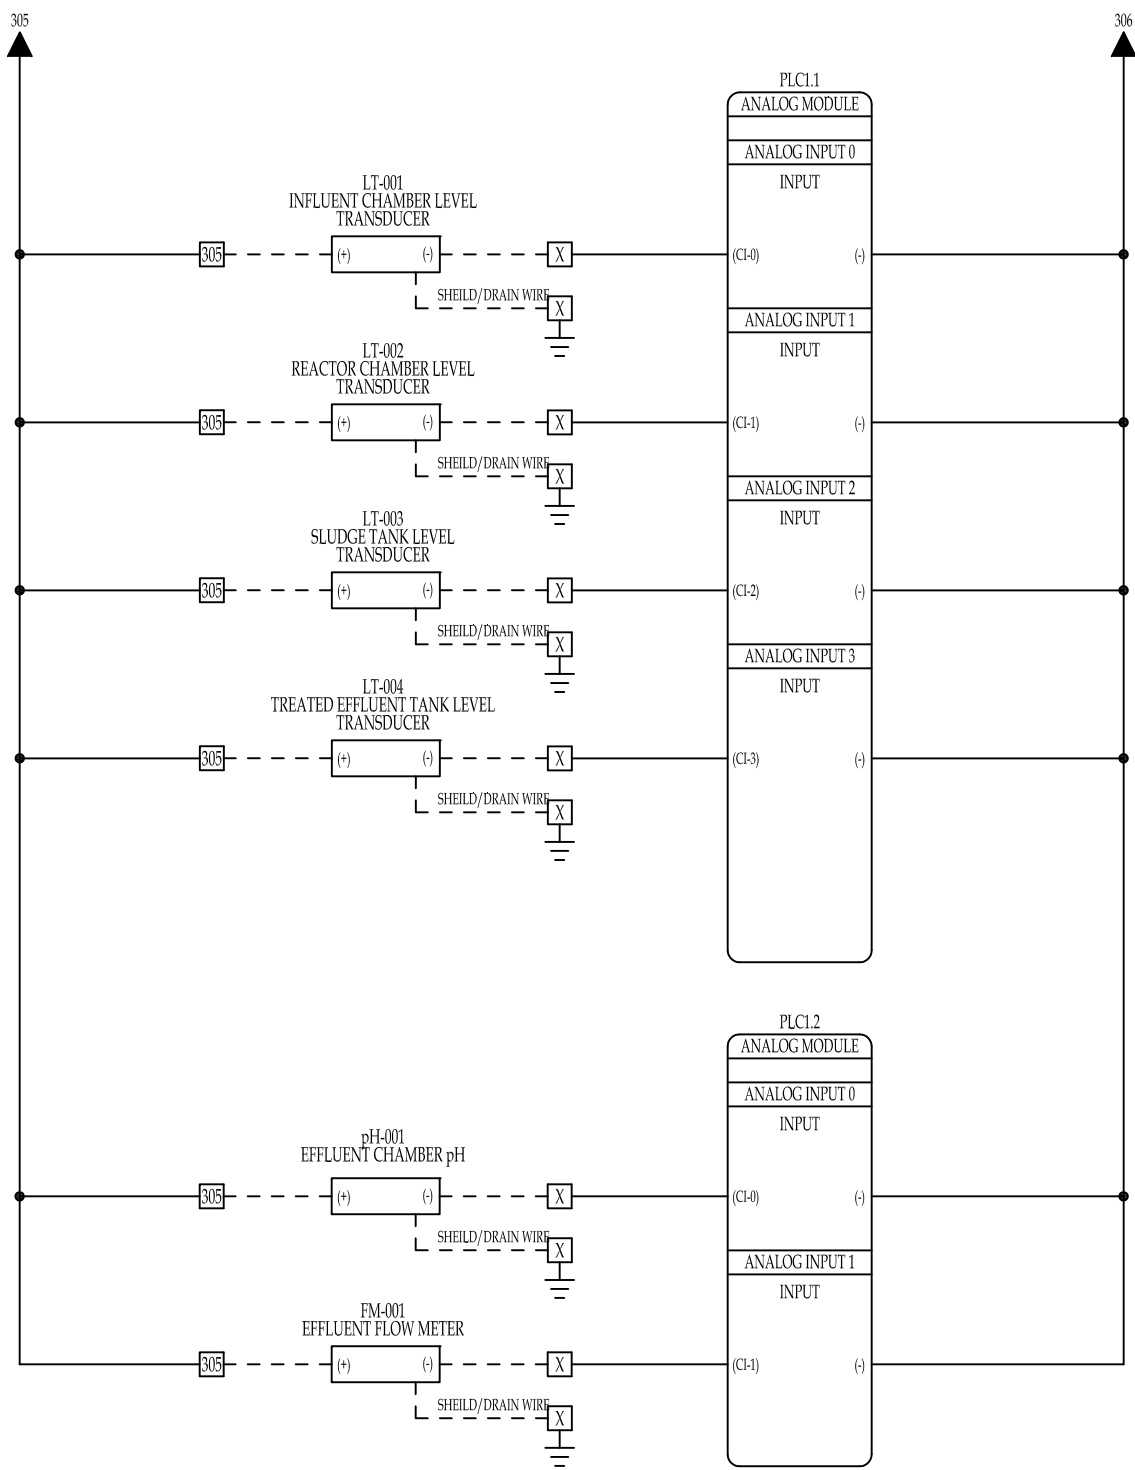 305
306
PLC1.1
ANALOG MODULE
ANALOG INPUT 0
INPUT
LT-001
INFLUENT CHAMBER LEVEL
TRANSDUCER
305
(+)
(-)
X
(CI-0)
(-)
SHEILD/DRAIN WIRE
X
ANALOG INPUT 1
INPUT
LT-002
REACTOR CHAMBER LEVEL
TRANSDUCER
305
(+)
(-)
X
(CI-1)
(-)
SHEILD/DRAIN WIRE
X
ANALOG INPUT 2
INPUT
LT-003
SLUDGE TANK LEVEL
TRANSDUCER
305
(+)
(-)
X
(CI-2)
(-)
SHEILD/DRAIN WIRE
X
ANALOG INPUT 3
INPUT
LT-004
TREATED EFFLUENT TANK LEVEL
TRANSDUCER
305
(+)
(-)
X
(CI-3)
(-)
SHEILD/DRAIN WIRE
X
PLC1.2
ANALOG MODULE
ANALOG INPUT 0
INPUT
pH-001
EFFLUENT CHAMBER pH
305
(+)
(-)
X
(CI-0)
(-)
SHEILD/DRAIN WIRE
X
ANALOG INPUT 1
INPUT
FM-001
EFFLUENT FLOW METER
305
(+)
(-)
X
(CI-1)
(-)
SHEILD/DRAIN WIRE
X